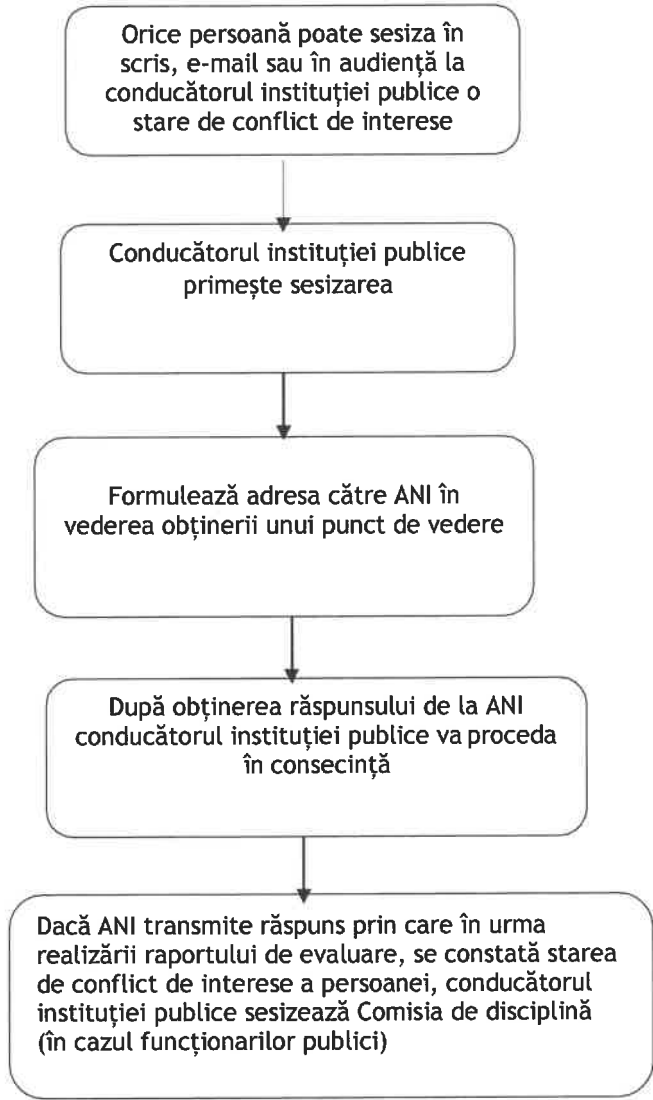 Orice persoană poate sesiza în
scris, e-mail sau în audiență la
conducătorul instituției publice o
stare de conflict de interese
Conducătorul instituției publice
primește sesizarea
Formulează adresa către ANI în
vederea obținerii unui punct de vedere
După obținerea răspunsului de la ANI
conducătorul instituției publice va proceda
în consecință
Dacă ANI transmite răspuns prin care în urma
realizării raportului de evaluare, se constată starea
de conflict de interese a persoanei, conducătorul
instituției publice sesizează Comisia de disciplină
(în cazul funcționarilor publici)